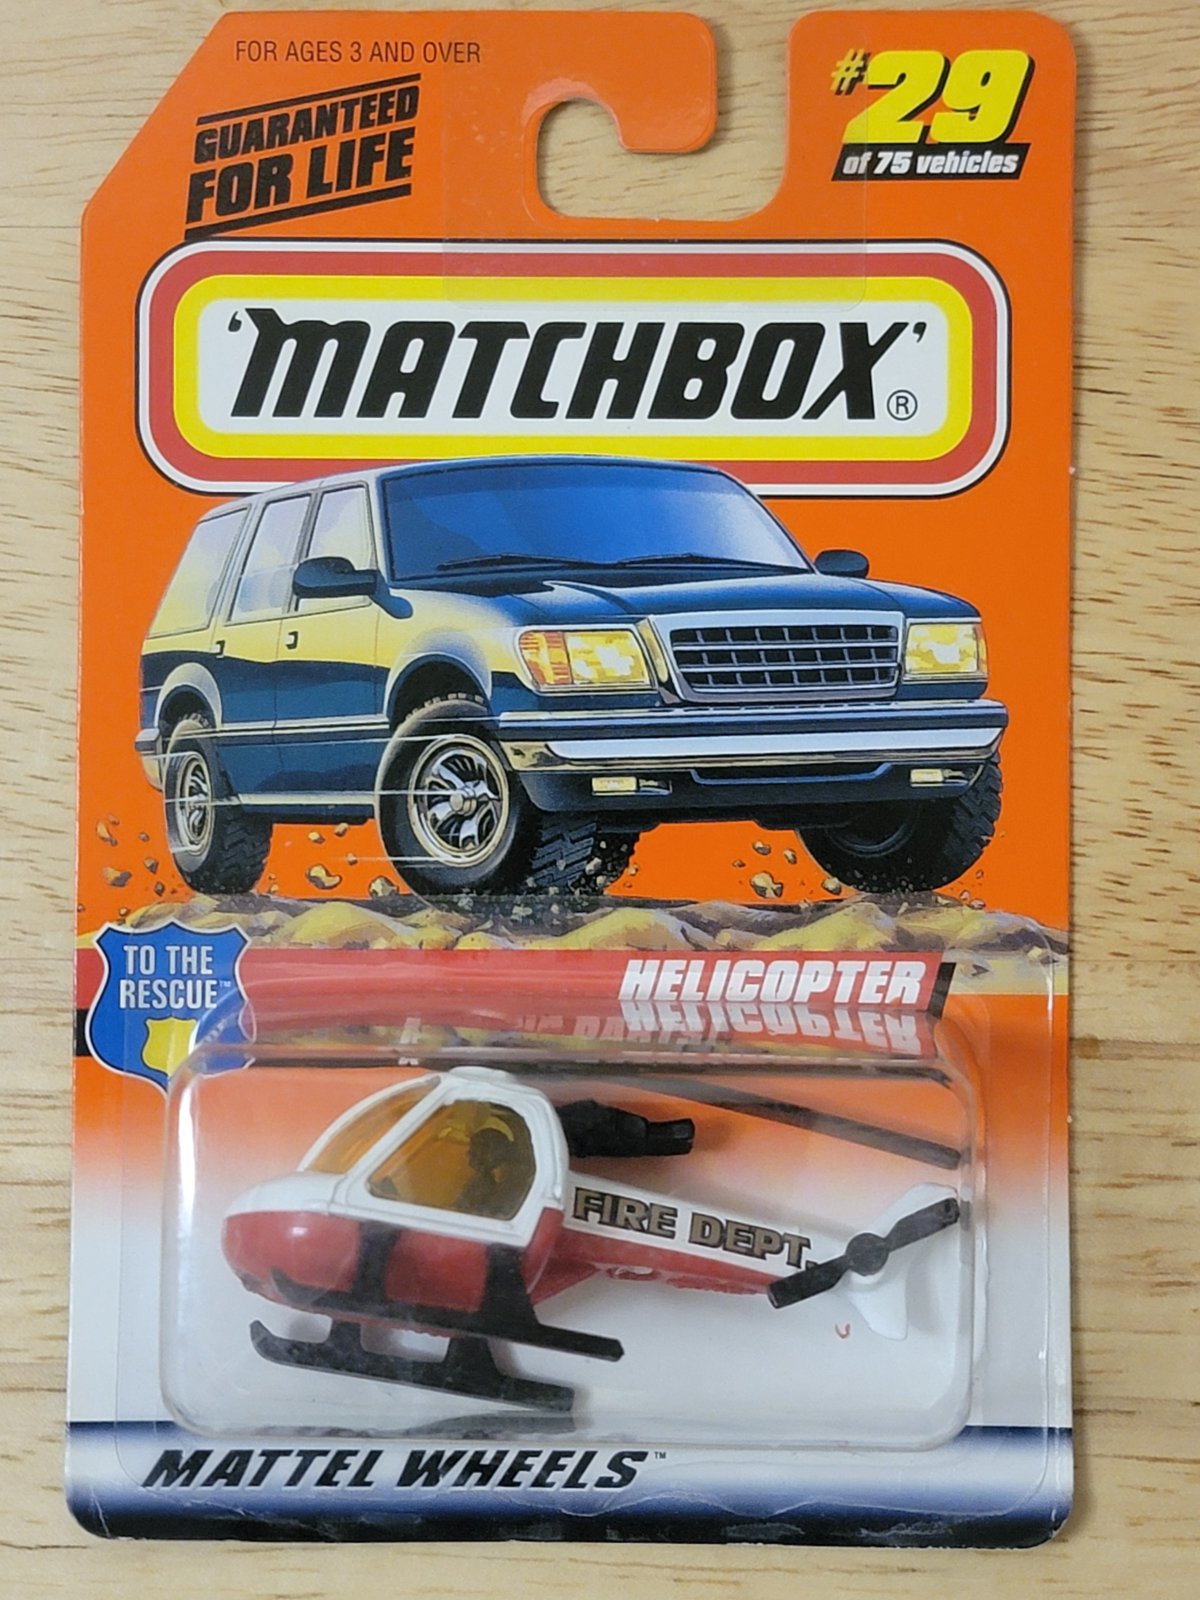 FOR AGES 3 AND OVER
GUARANTEED
FOR LIFE
#29
of 75 vehicles
'MATCHBOX'®
TO THE
RESCUE™
HELICOPTER
FIRE DEPT.
MATTEL WHEELS™